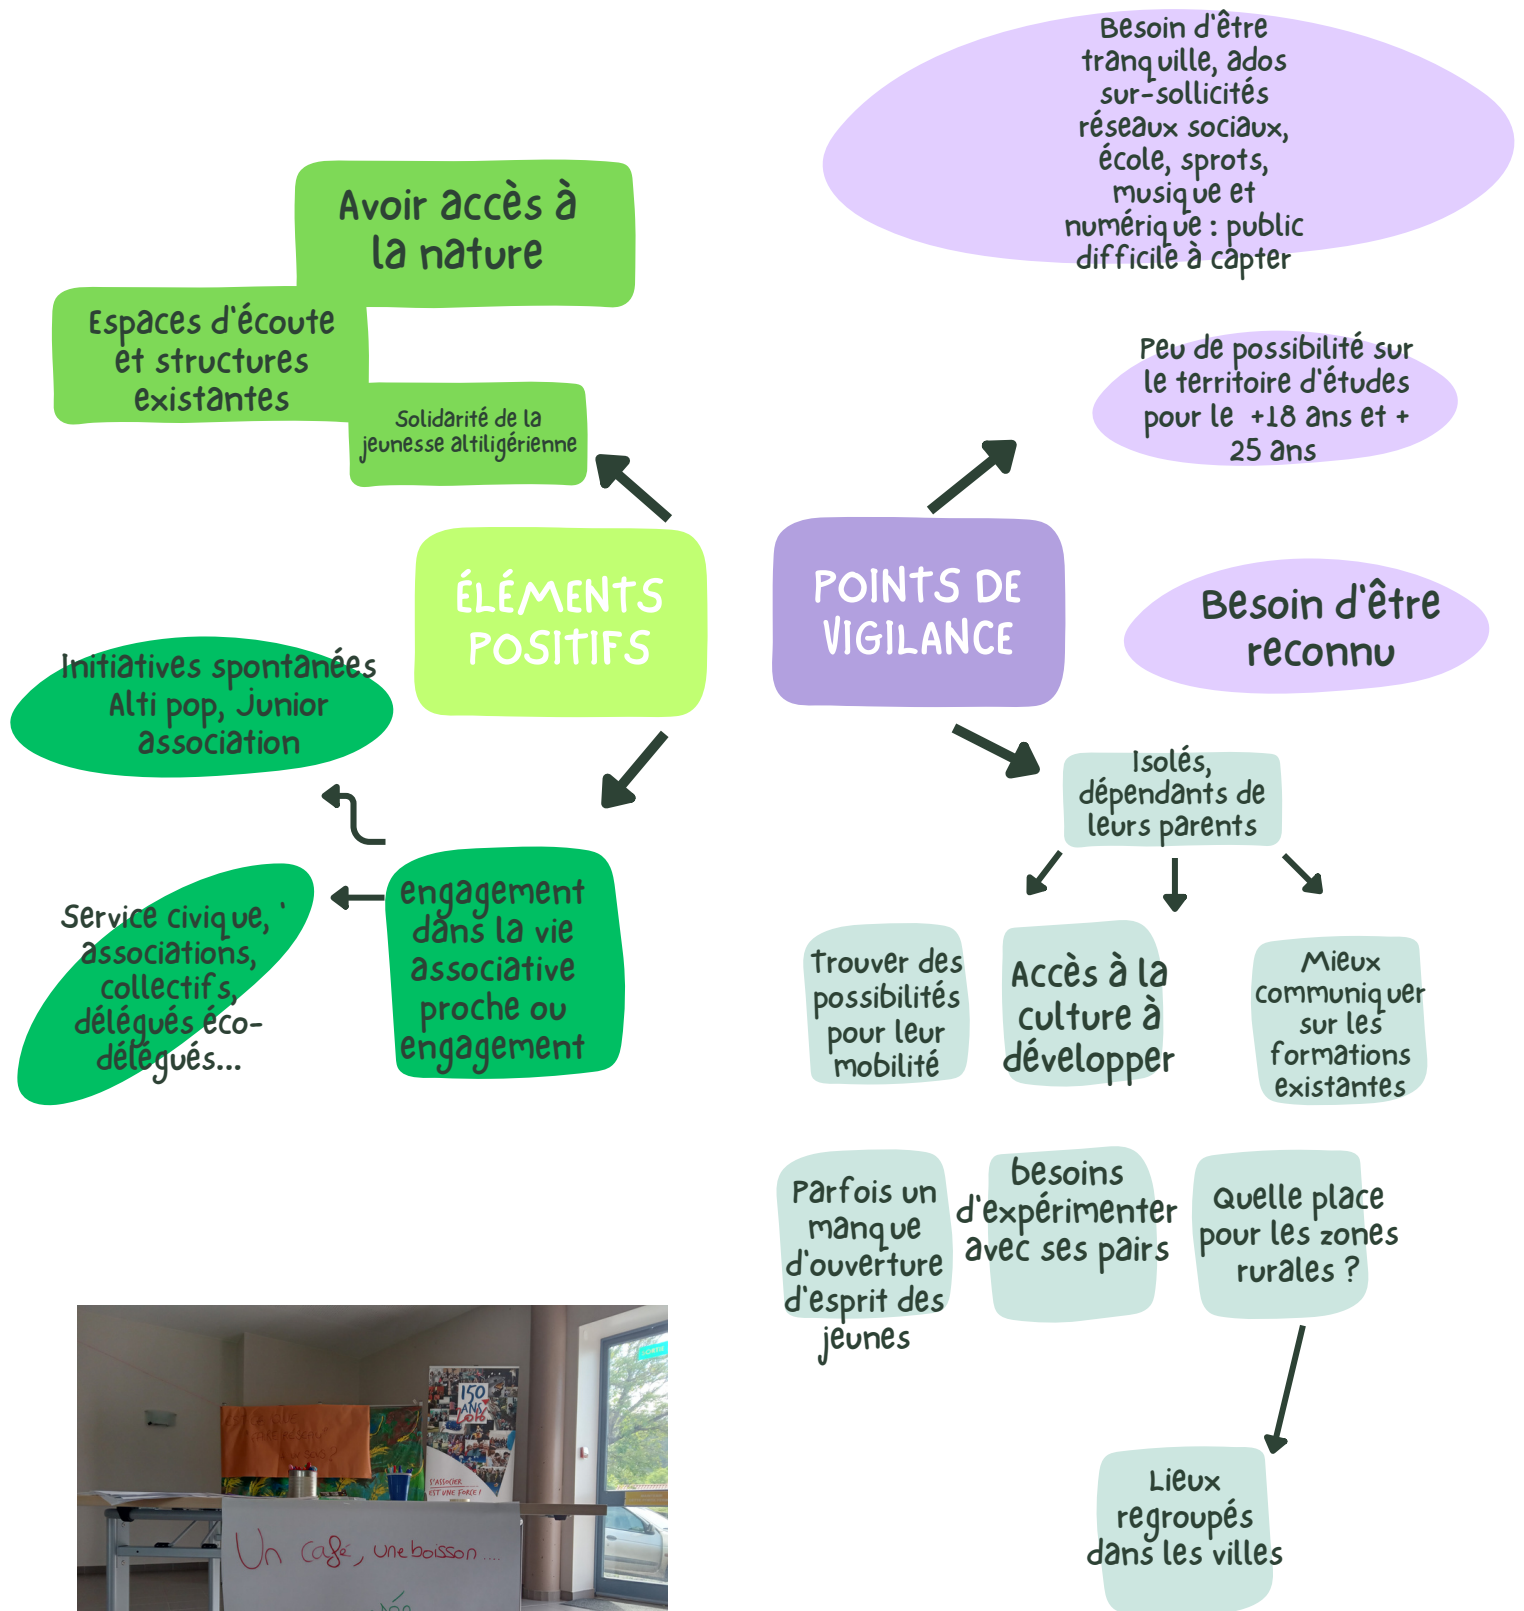 Avoir accès à
la nature
Espaces d'écoute
et structures
existantes
Solidarité de la
jeunesse altiligérienne
ÉLÉMENTS
POSITIFS
Initiatives spontanées
Alti pop, Junior
association
Service civique, '
associations,
collectifs,
délégués éco-
délégués...
engagement
dans la vie
associative
proche ou
engagement
Besoin d'être
tranquille, ados
sur-sollicités
réseaux sociaux,
école, sprots,
musique et
numérique : public
difficile à capter
Peu de possibilité sur
le territoire d'études
pour le +18 ans et +
25 ans
POINTS DE
VIGILANCE
Besoin d'être
reconnu
Isolés,
dépendants de
leurs parents
Trouver des
possibilités
pour leur
mobilité
Accès à la
culture à
développer
Mieux
communiquer
sur les
formations
existantes
Parfois un
manque
d'ouverture
d'esprit des
jeunes
besoins
d'expérimenter
avec ses pairs
Quelle place
pour les zones
rurales ?
Lieux
regroupés
dans les villes
150
ANS
S'ASSOCIER
EST UNE FORCE !
Un café, une boisson....